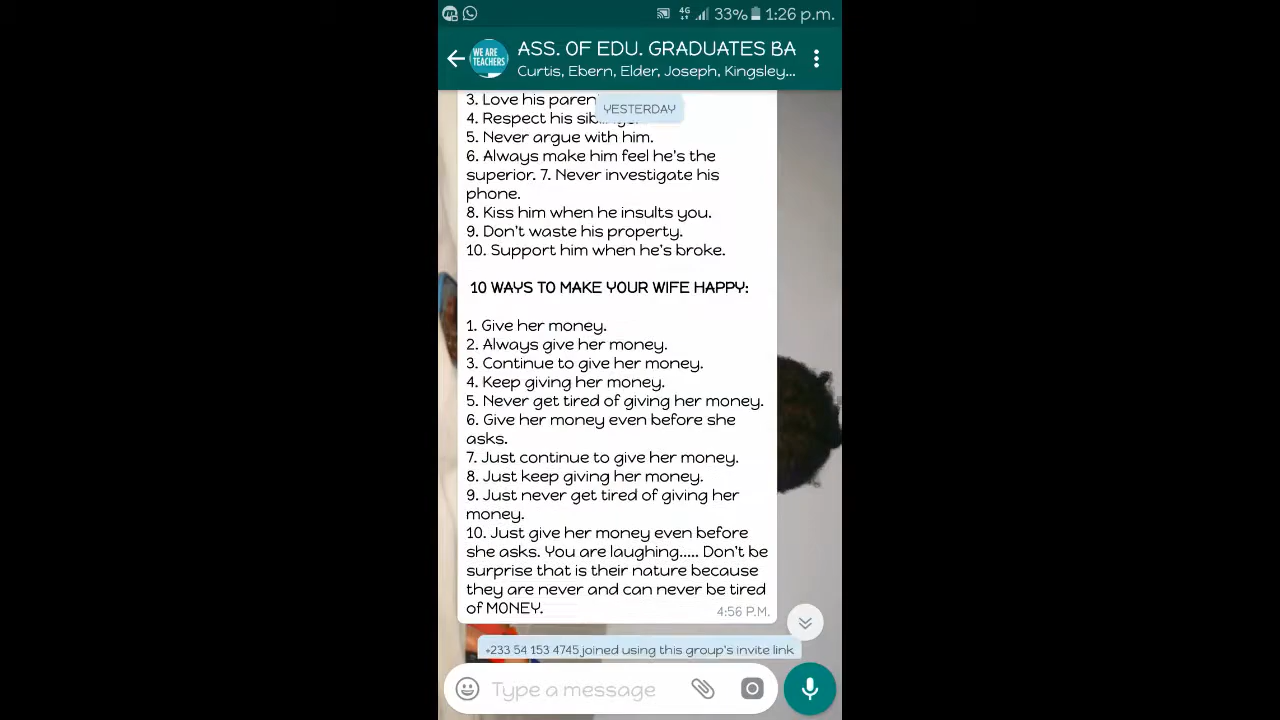 33% 1:26 p.m.
4G
WE ARE
TEACHERS
ASS. OF EDU. GRADUATES BA
Curtis, Ebern, Elder, Joseph, Kingsley...
YESTERDAY
3. Love his
4. Respect his
5. Never argue with him.
6. Always make him feel he's the
superior. 7. Never investigate his
phone.
8. Kiss him when he insults you.
9. Don't waste his property.
10. Support him when he's broke.
10 WAYS TO MAKE YOUR WIFE HAPPY:
1. Give her money.
2. Always give her money.
3. Continue to give her money.
4. Keep giving her money.
5. Never get tired of giving her money.
6. Give her money even before she
asks.
7. Just continue to give her money.
8. Just keep giving her money.
9. Just never get tired of giving her
money.
10. Just give her money even before
she asks. You are laughing..... Don't be
surprise that is their nature because
they are never and can never be tired
of MONEY.
4:56 P.M.
+233 54 153 4745 joined using this group's invite link
Type a message